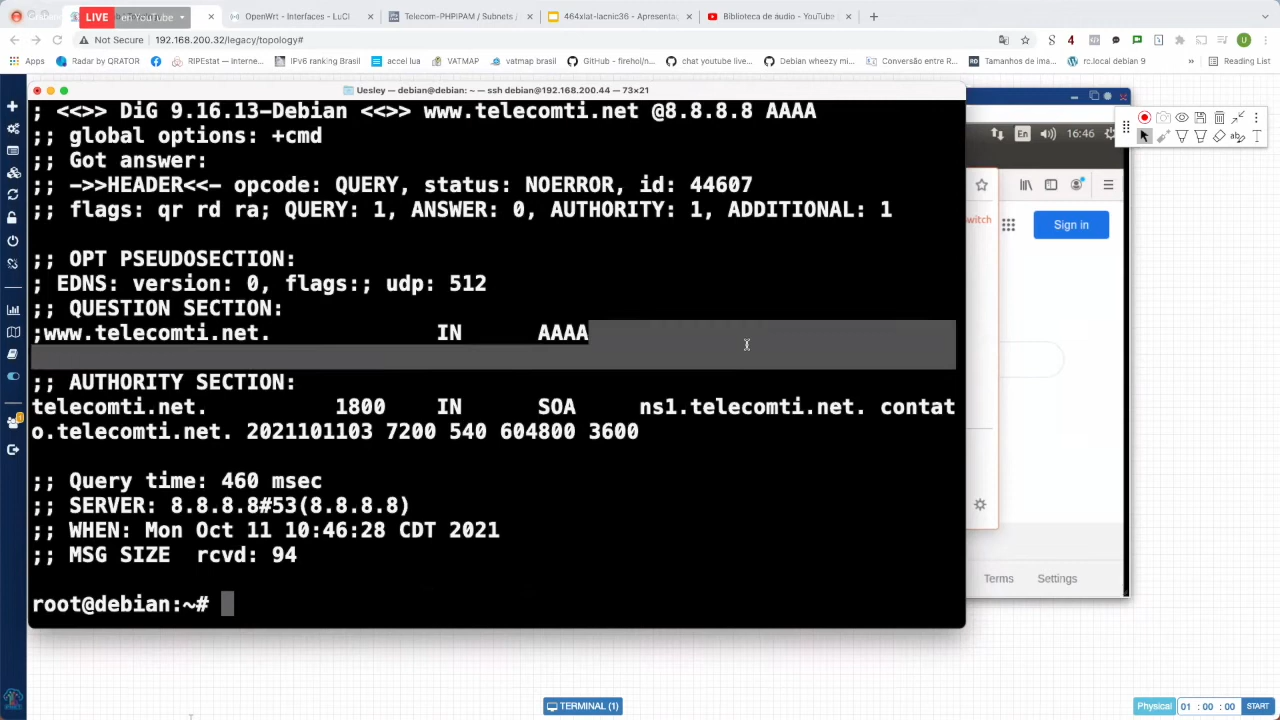 LIVE
on YouTube
OpenWrt - Interfaces - LuCI
Telecom-PHPIPAM / Subnet
464xlat-lacnic36 - Apresenta
Biblioteca de áudio - YouTube
Not Secure
192.168.200.32/legacy/topology#
Apps
Radar by QRATOR
RIPEstat — Interne...
IPv6 ranking Brasil
accel lua
VATMAP
vatmap brasil
GitHub - firehol/n...
chat youtube live...
Debian wheezy mi...
Conversão entre R...
Tamanhos de ima...
rc.local debian 9
»
Reading List
Uesley — debian@debian: ~ — ssh debian@192.168.200.44 — 73×21
; <<>> DiG 9.16.13-Debian <<>> www.telecomti.net @8.8.8.8 AAAA
;; global options: +cmd
;; Got answer:
;; ->>HEADER<<- opcode: QUERY, status: NOERROR, id: 44607
;; flags: qr rd ra; QUERY: 1, ANSWER: 0, AUTHORITY: 1, ADDITIONAL: 1
;; OPT PSEUDOSECTION:
; EDNS: version: 0, flags:; udp: 512
;; QUESTION SECTION:
;www.telecomti.net. IN AAAA
;; AUTHORITY SECTION:
telecomti.net. 1800 IN SOA ns1.telecomti.net. contat
o.telecomti.net. 2021101103 7200 540 604800 3600
;; Query time: 460 msec
;; SERVER: 8.8.8.8#53(8.8.8.8)
;; WHEN: Mon Oct 11 10:46:28 CDT 2021
;; MSG SIZE rcvd: 94
root@debian:~#
En
16:46
witch
Sign in
Terms
Settings
TERMINAL (1)
Physical
01 : 00 : 00
START